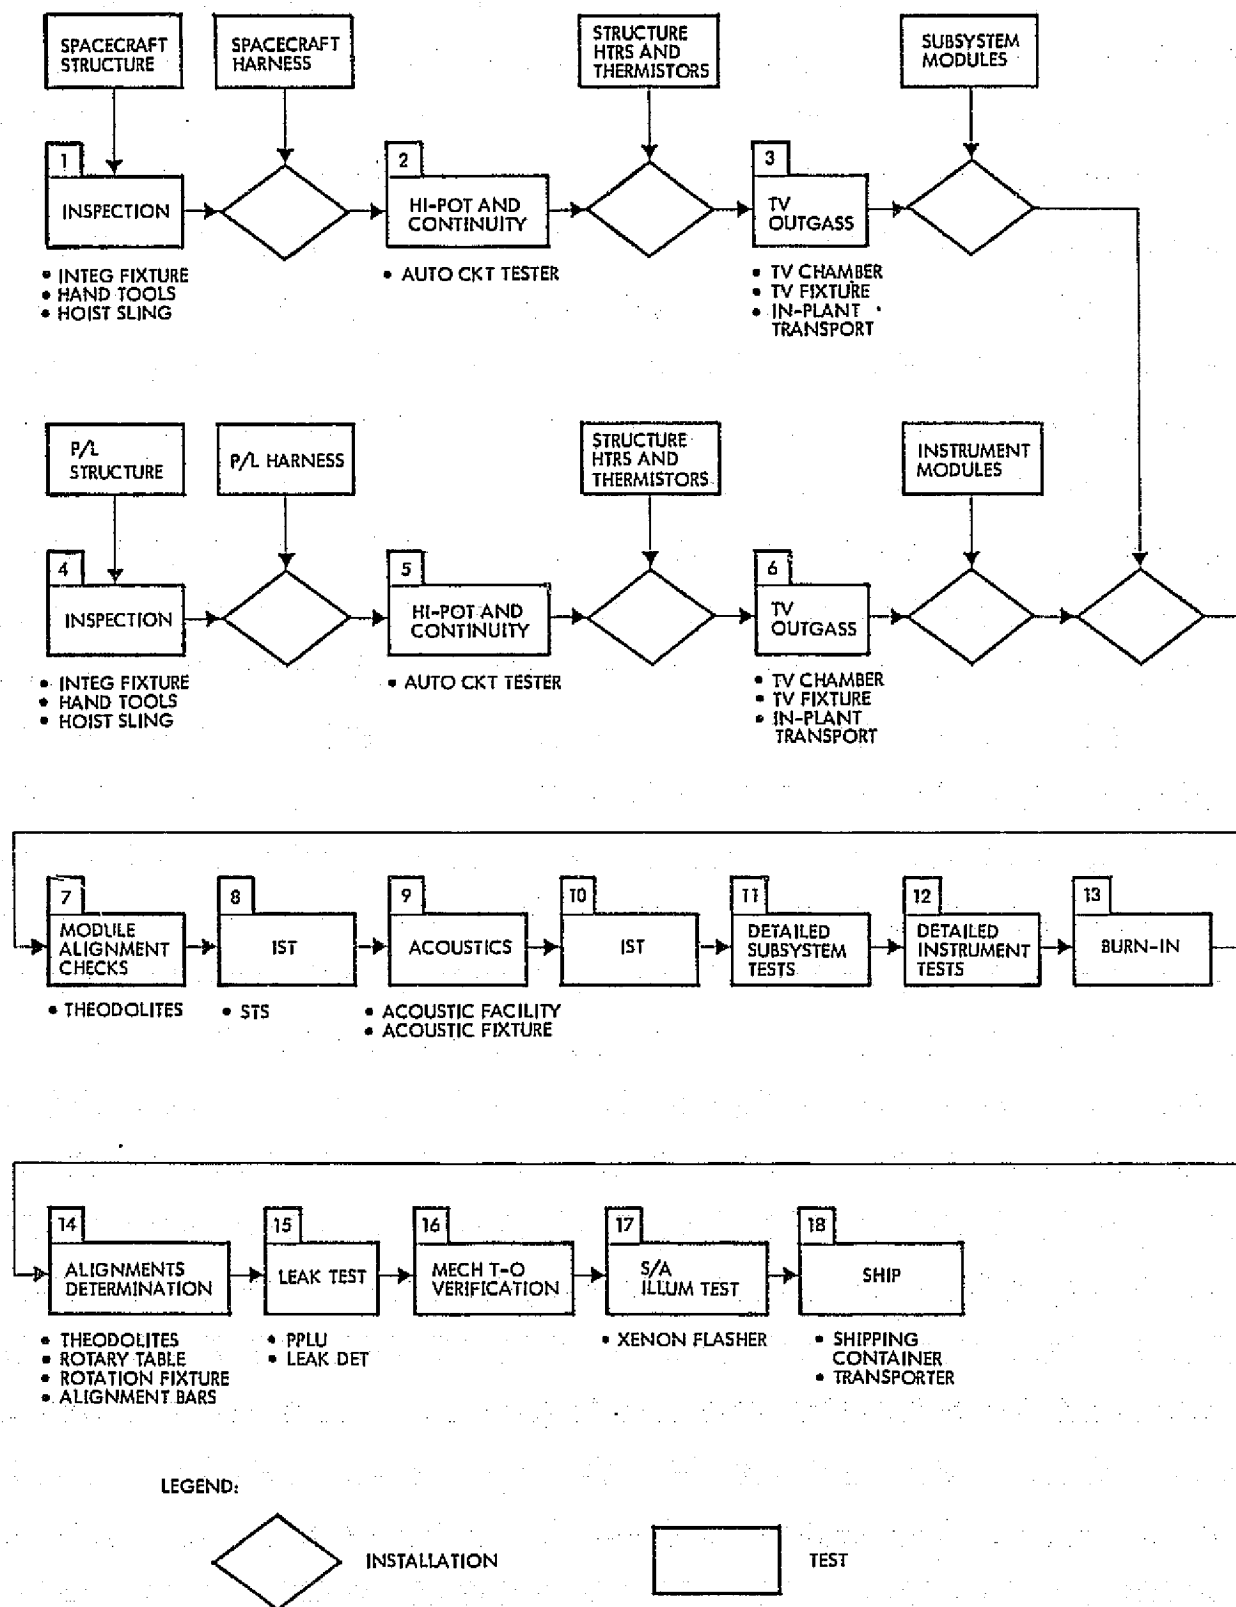 SPACECRAFT
STRUCTURE
SPACECRAFT
HARNESS
STRUCTURE
HTRS AND
THERMISTORS
SUBSYSTEM
MODULES
1
INSPECTION
• INTEG FIXTURE
• HAND TOOLS
• HOIST SLING
2
HI-POT AND
CONTINUITY
• AUTO CKT TESTER
3
TV
OUTGASS
• TV CHAMBER
• TV FIXTURE
• IN-PLANT
TRANSPORT
P/L
STRUCTURE
P/L HARNESS
STRUCTURE
HTRS AND
THERMISTORS
INSTRUMENT
MODULES
4
INSPECTION
• INTEG FIXTURE
• HAND TOOLS
• HOIST SLING
5
HI-POT AND
CONTINUITY
• AUTO CKT TESTER
6
TV
OUTGASS
• TV CHAMBER
• TV FIXTURE
• IN-PLANT
TRANSPORT
7
MODULE
ALIGNMENT
CHECKS
• THEODOLITES
8
IST
• STS
9
ACOUSTICS
• ACOUSTIC FACILITY
• ACOUSTIC FIXTURE
10
IST
11
DETAILED
SUBSYSTEM
TESTS
12
DETAILED
INSTRUMENT
TESTS
13
BURN-IN
14
ALIGNMENTS
DETERMINATION
• THEODOLITES
• ROTARY TABLE
• ROTATION FIXTURE
• ALIGNMENT BARS
15
LEAK TEST
• PPLU
• LEAK DET
16
MECH T-O
VERIFICATION
17
S/A
ILLUM TEST
• XENON FLASHER
18
SHIP
• SHIPPING
CONTAINER
• TRANSPORTER
LEGEND:
INSTALLATION
TEST